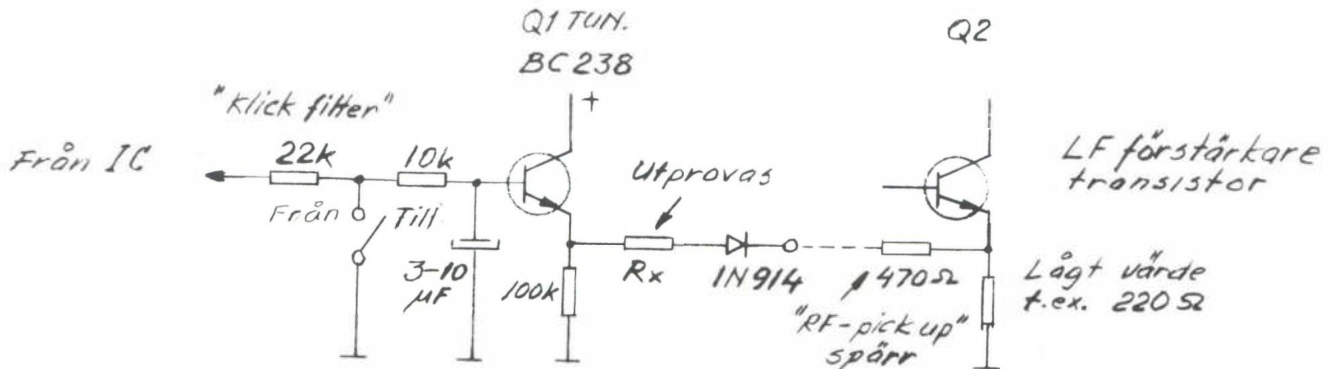 Q1 TUN.
BC 238
Q2
+
"Klick filter"
Från IC
22k
10k
Utprovas
LF förstärkare
transistor
Från
Till
3-10
µF
100k
Rx
1N914
470Ω
Lågt värde
t.ex. 220 Ω
"RF-pick up"
spärr